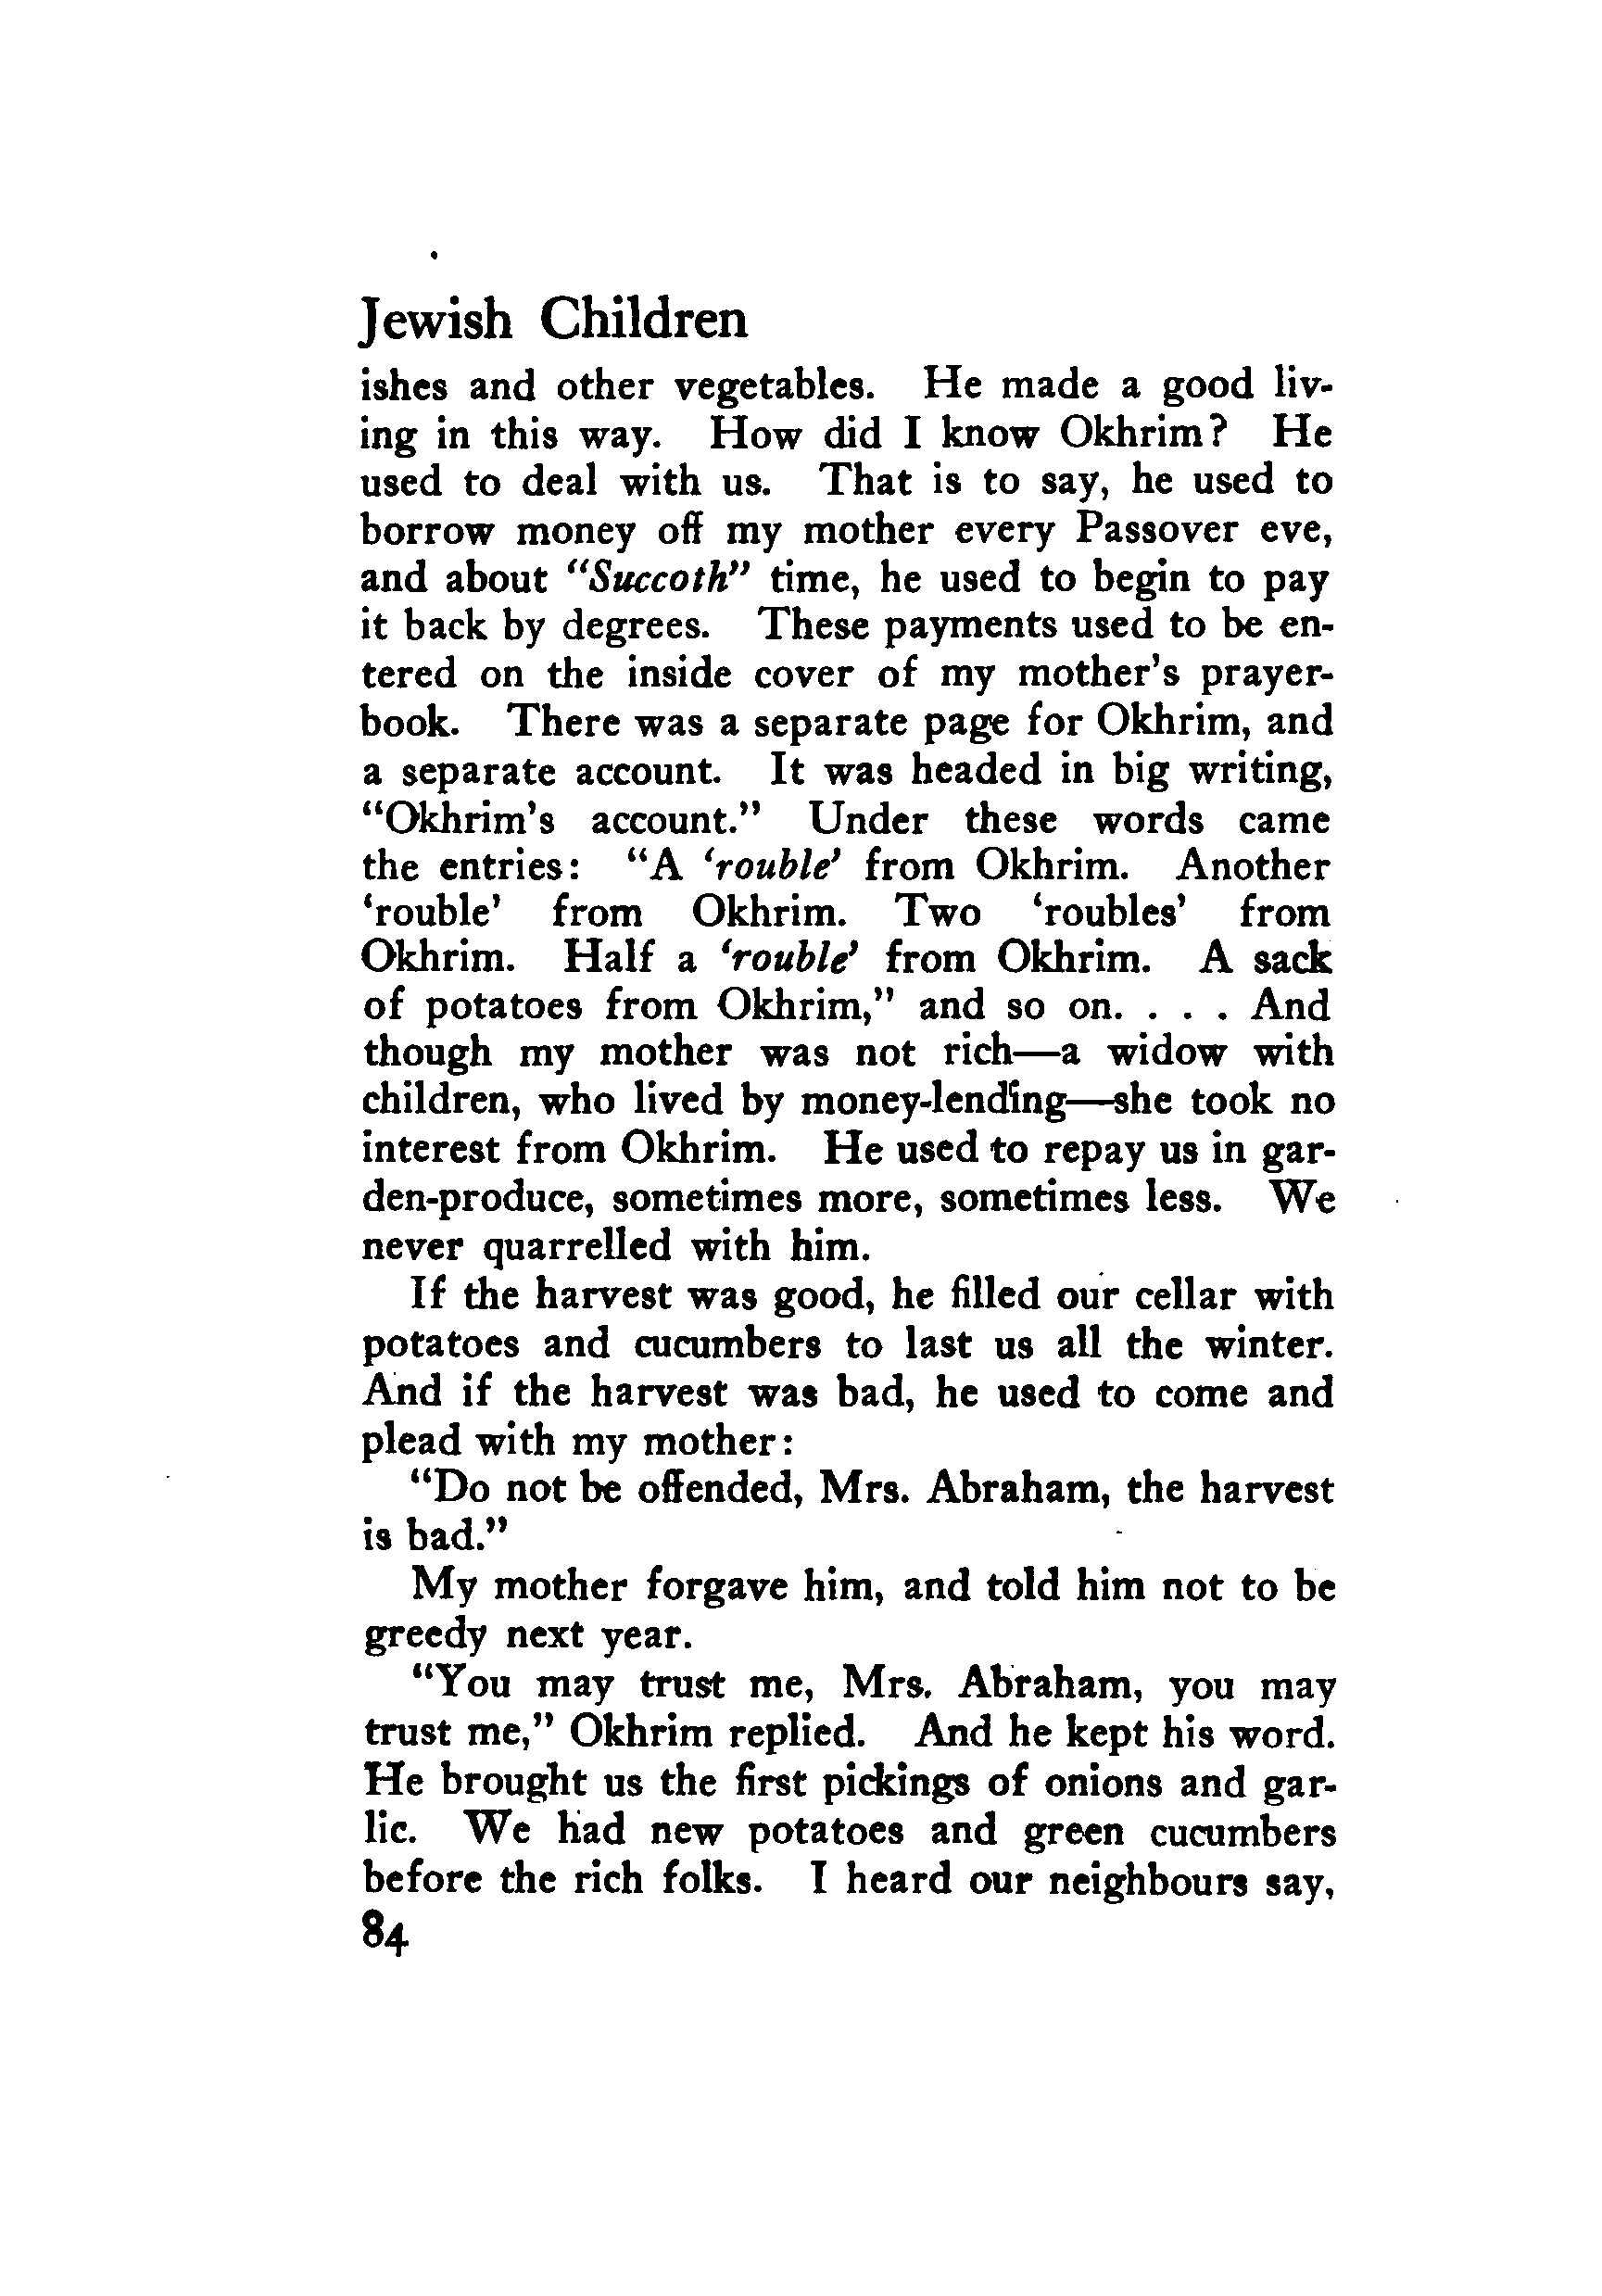 Jewish Children
ishes and other vegetables. He made a good liv-
ing in this way. How did I know Okhrim? He
used to deal with us. That is to say, he used to
borrow money off my mother every Passover eve,
and about “Succoth” time, he used to begin to pay
it back by degrees. These payments used to be en-
tered on the inside cover of my mother's prayer-
book. There was a separate page for Okhrim, and
a separate account. It was headed in big writing,
“Okhrim's account.” Under these words came
the entries: “A ‘rouble’ from Okhrim. Another
‘rouble’ from Okhrim. Two ‘roubles’ from
Okhrim. Half a ‘rouble’ from Okhrim. A sack
of potatoes from Okhrim,” and so on. . . . And
though my mother was not rich—a widow with
children, who lived by money-lending—she took no
interest from Okhrim. He used to repay us in gar-
den-produce, sometimes more, sometimes less. We
never quarrelled with him.
If the harvest was good, he filled our cellar with
potatoes and cucumbers to last us all the winter.
And if the harvest was bad, he used to come and
plead with my mother:
“Do not be offended, Mrs. Abraham, the harvest
is bad.”
My mother forgave him, and told him not to be
greedy next year.
“You may trust me, Mrs. Abraham, you may
trust me,” Okhrim replied. And he kept his word.
He brought us the first pickings of onions and gar-
lic. We had new potatoes and green cucumbers
before the rich folks. I heard our neighbours say,
84